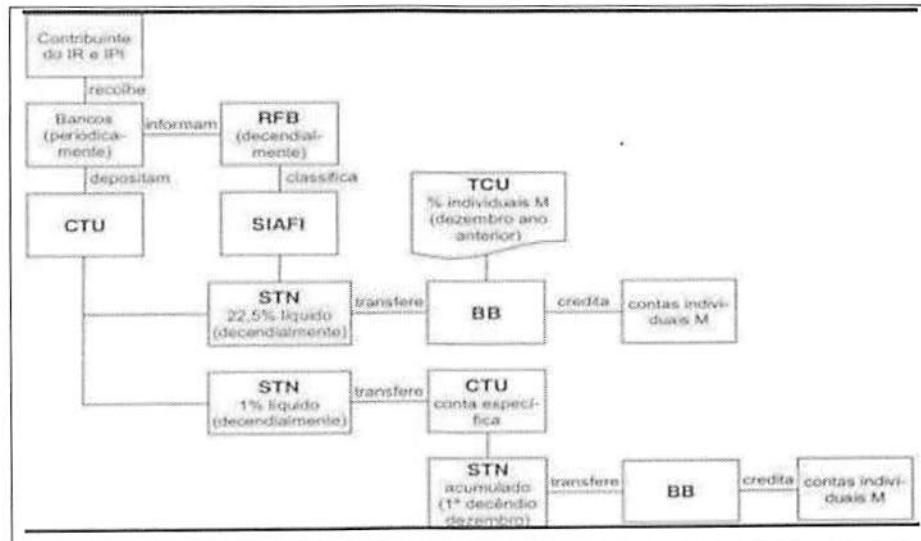 Contribuinte
do IR e IPI
recolhe
Bancos
(periodica-
mente)
informam
RFB
(decendial-
mente)
depositam
classifica
CTU
SIAFI
TCU
% individuais M
(dezembro ano
anterior)
STN
22,5% líquido
(decendialmente)
transfere
BB
credita
contas indivi-
duais M
STN
1% líquido
(decendialmente)
transfere
CTU
conta específi-
fica
STN
acumulado
(1º decêndio
dezembro)
transfere
BB
credita
contas indivi-
duais M